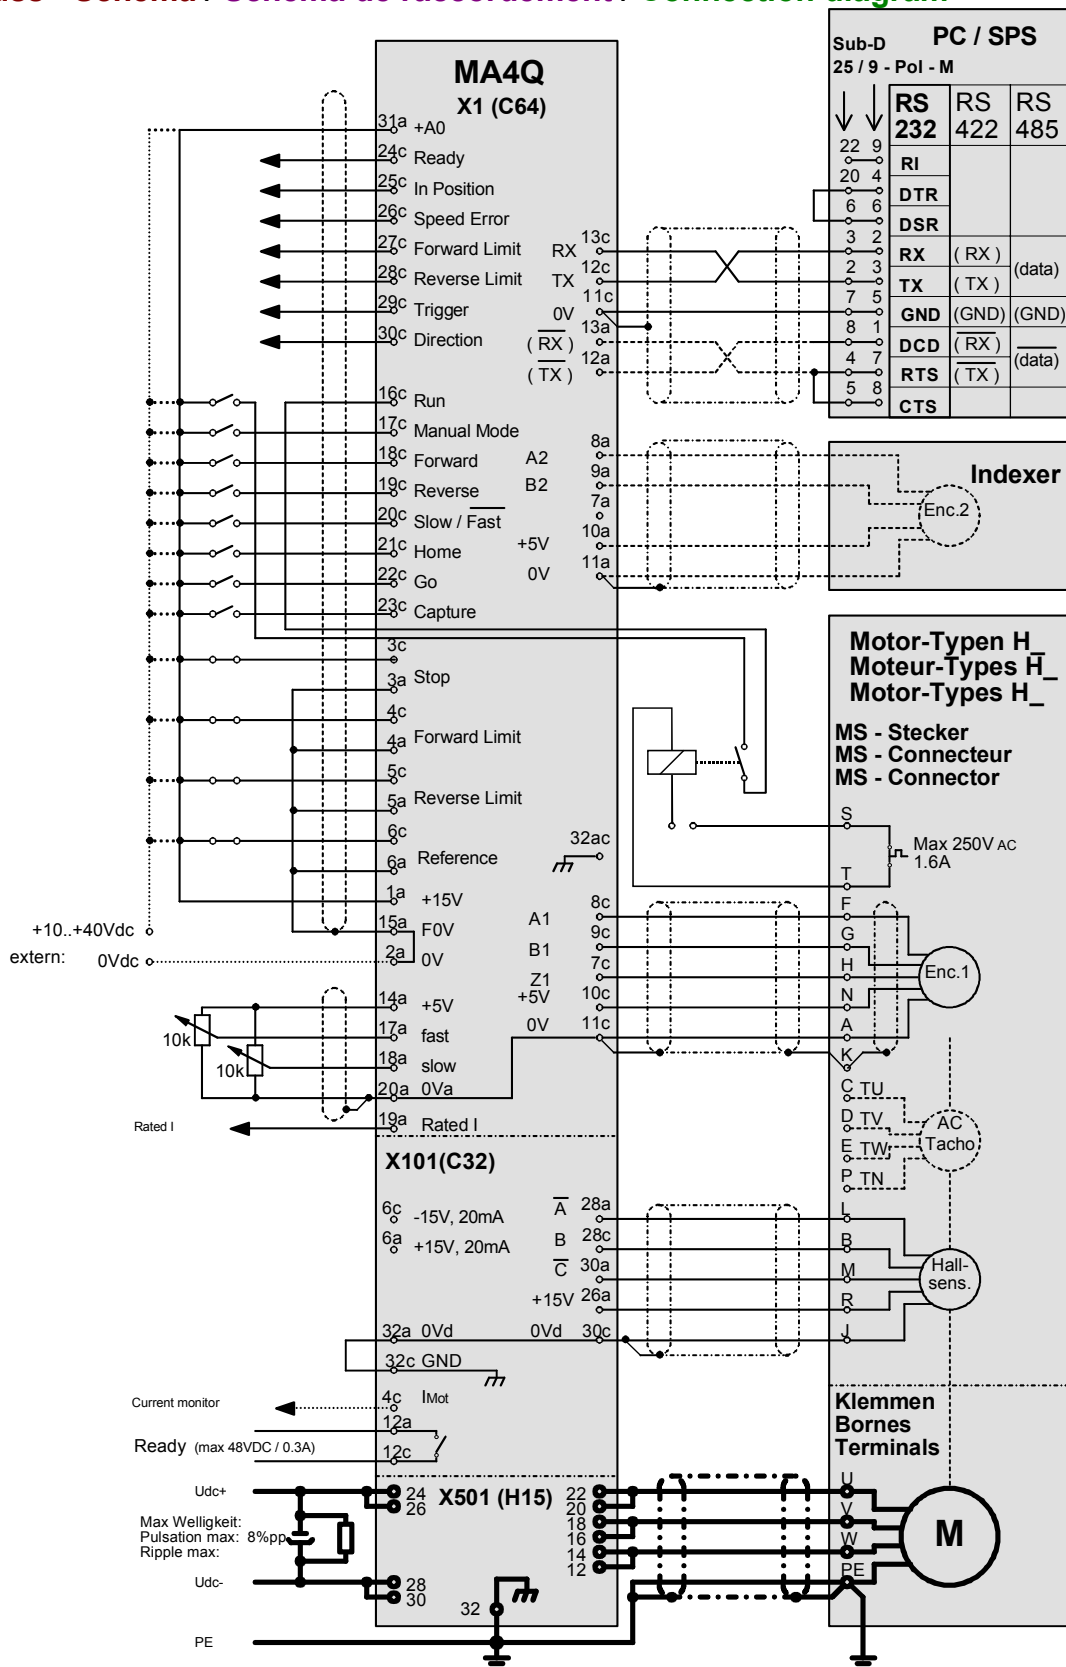 Schema / Schéma de raccordement / Connection diagram
MA4Q
X1 (C64)
31a +A0
24c Ready
25c In Position
26c Speed Error
27c Forward Limit
28c Reverse Limit
29c Trigger
30c Direction
RX 13c
TX 12c
0V 11c
( RX ) 13a
( TX ) 12a
16c Run
17c Manual Mode
18c Forward
19c Reverse
20c Slow / Fast
21c Home
22c Go
23c Capture
A2 8a
B2 9a
7a
+5V 10a
0V 11a
3c
3a Stop
4c
4a Forward Limit
5c
5a Reverse Limit
6c
6a Reference
32ac
1a +15V
15a F0V
2a 0V
+10..+40Vdc
extern: 0Vdc
A1 8c
B1 9c
Z1 7c
+5V 10c
0V 11c
14a +5V
17a fast
18a slow
20a 0Va
19a Rated I
10k
10k
Rated I
X101(C32)
6c -15V, 20mA
6a +15V, 20mA
A 28a
B 28c
C 30a
+15V 26a
0Vd 30c
32a 0Vd
32c GND
4c IMot
12a
12c
Current monitor
Ready (max 48VDC / 0.3A)
X501 (H15)
24
26
28
30
22
20
18
16
14
12
32
Udc+
Max Welligkeit:
Pulsation max: 8%pp
Ripple max:
Udc-
PE
PC / SPS
Sub-D
25 / 9 - Pol - M
RS 232
RS 422
RS 485
22 9 RI
20 4 DTR
6 6 DSR
3 2 RX ( RX )
(data)
2 3 TX ( TX )
7 5 GND (GND) (GND)
8 1 DCD ( RX )
(data)
4 7 RTS ( TX )
5 8 CTS
Indexer
Enc.2
Motor-Typen H_
Moteur-Types H_
Motor-Types H_
MS - Stecker
MS - Connecteur
MS - Connector
S
Max 250V AC
1.6A
T
F
G
H
N
A
K
Enc.1
C TU
D TV
E TW
P TN
AC
Tacho
L
B
M
R
J
Hall-
sens.
Klemmen
Bornes
Terminals
U
V
W
PE
M